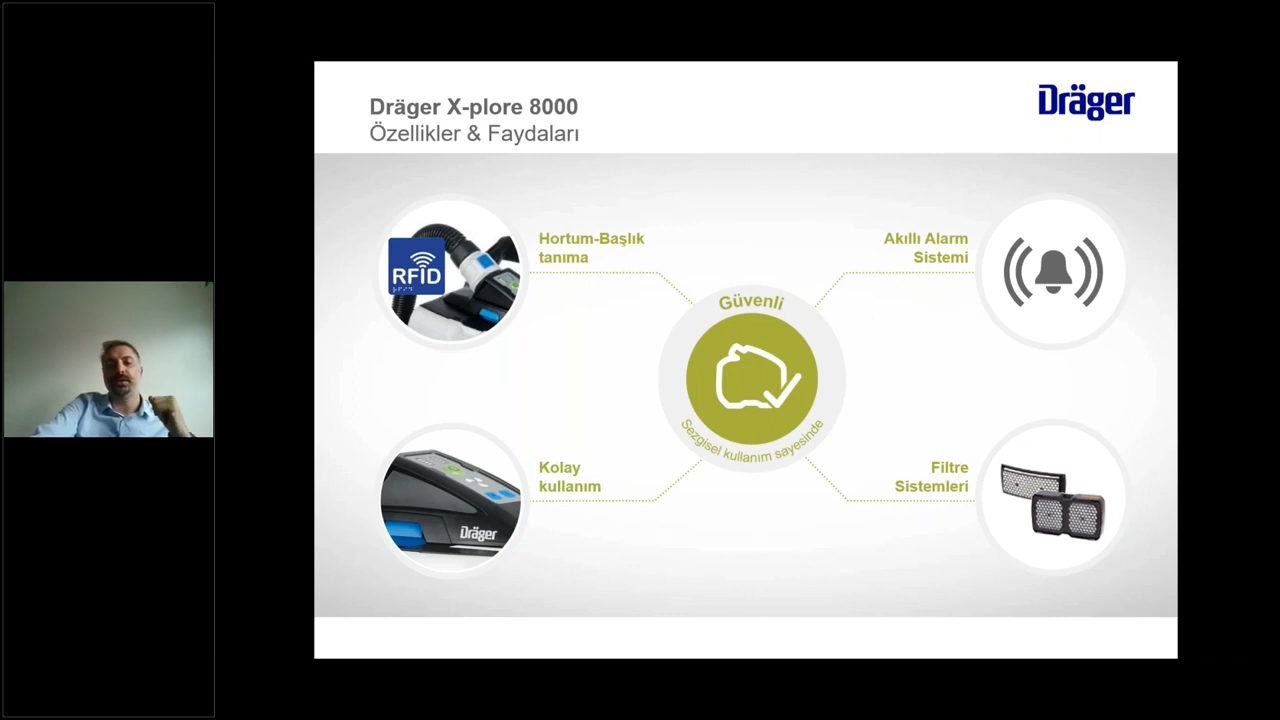 Dräger X-plore 8000
Özellikler & Faydaları
Dräger
RFID
Hortum-Başlık
tanıma
Akıllı Alarm
Sistemi
Güvenli
Sezgisel kullanım sayesinde
Kolay
kullanım
Dräger
Filtre
Sistemleri